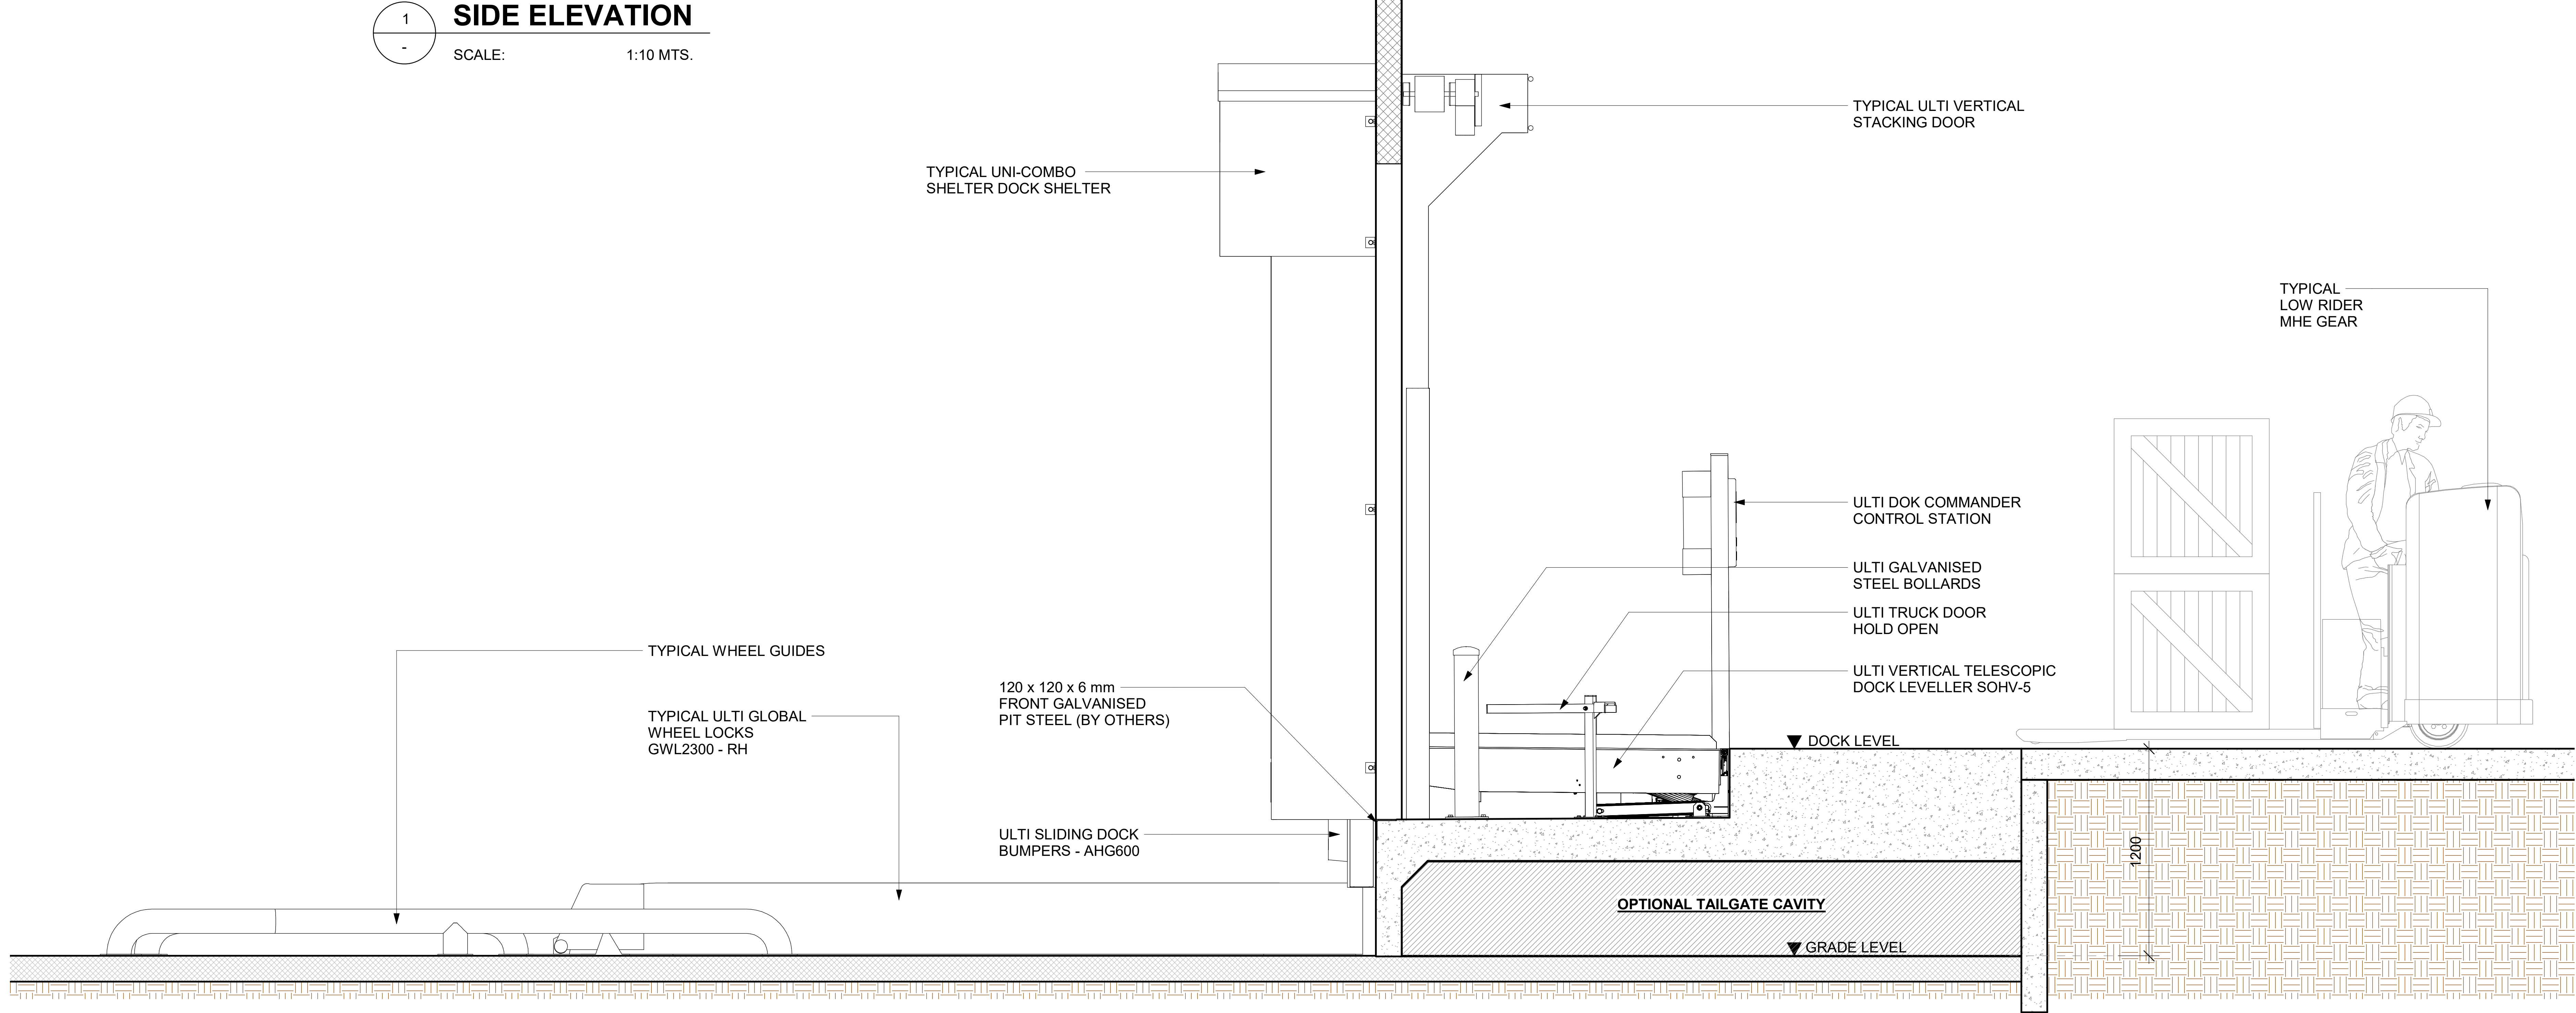 1
SIDE ELEVATION
-
SCALE: 1:10 MTS.
TYPICAL ULTI VERTICAL
STACKING DOOR
TYPICAL UNI-COMBO
SHELTER DOCK SHELTER
TYPICAL
LOW RIDER
MHE GEAR
ULTI DOK COMMANDER
CONTROL STATION
ULTI GALVANISED
STEEL BOLLARDS
ULTI TRUCK DOOR
HOLD OPEN
ULTI VERTICAL TELESCOPIC
DOCK LEVELLER SOHV-5
TYPICAL WHEEL GUIDES
120 x 120 x 6 mm
FRONT GALVANISED
PIT STEEL (BY OTHERS)
TYPICAL ULTI GLOBAL
WHEEL LOCKS
GWL2300 - RH
DOCK LEVEL
ULTI SLIDING DOCK
BUMPERS - AHG600
1200
OPTIONAL TAILGATE CAVITY
GRADE LEVEL